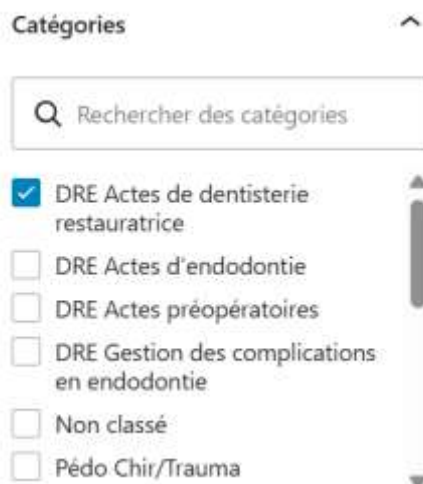 Catégories
Rechercher des catégories
DRE Actes de dentisterie
restauratrice
DRE Actes d'endodontie
DRE Actes préopératoires
DRE Gestion des complications
en endodontie
Non classé
Pédo Chir/Trauma